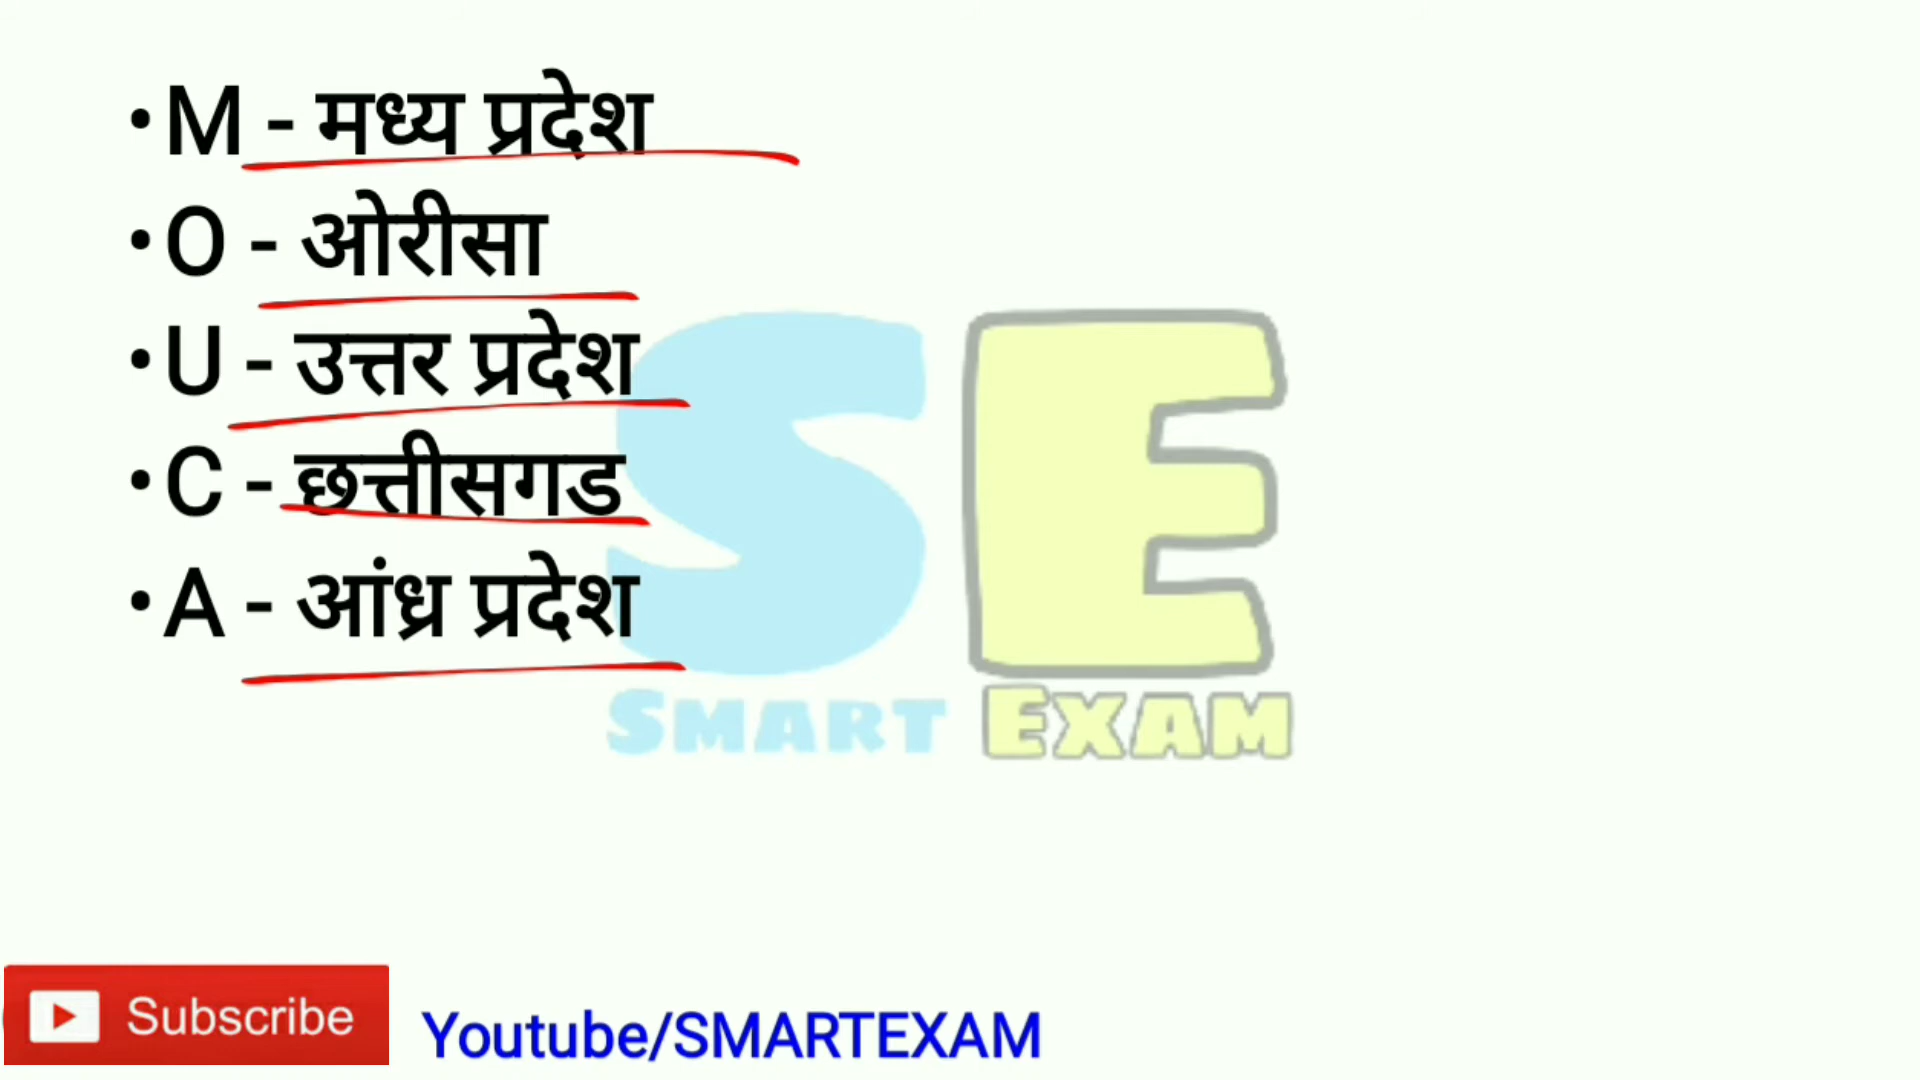 •M - मध्य प्रदेश
•O - ओरीसा
•U - उत्तर प्रदेश
•C - छत्तीसगड
•A - आंध्र प्रदेश
SE
SMART EXAM
Subscribe
Youtube/SMARTEXAM